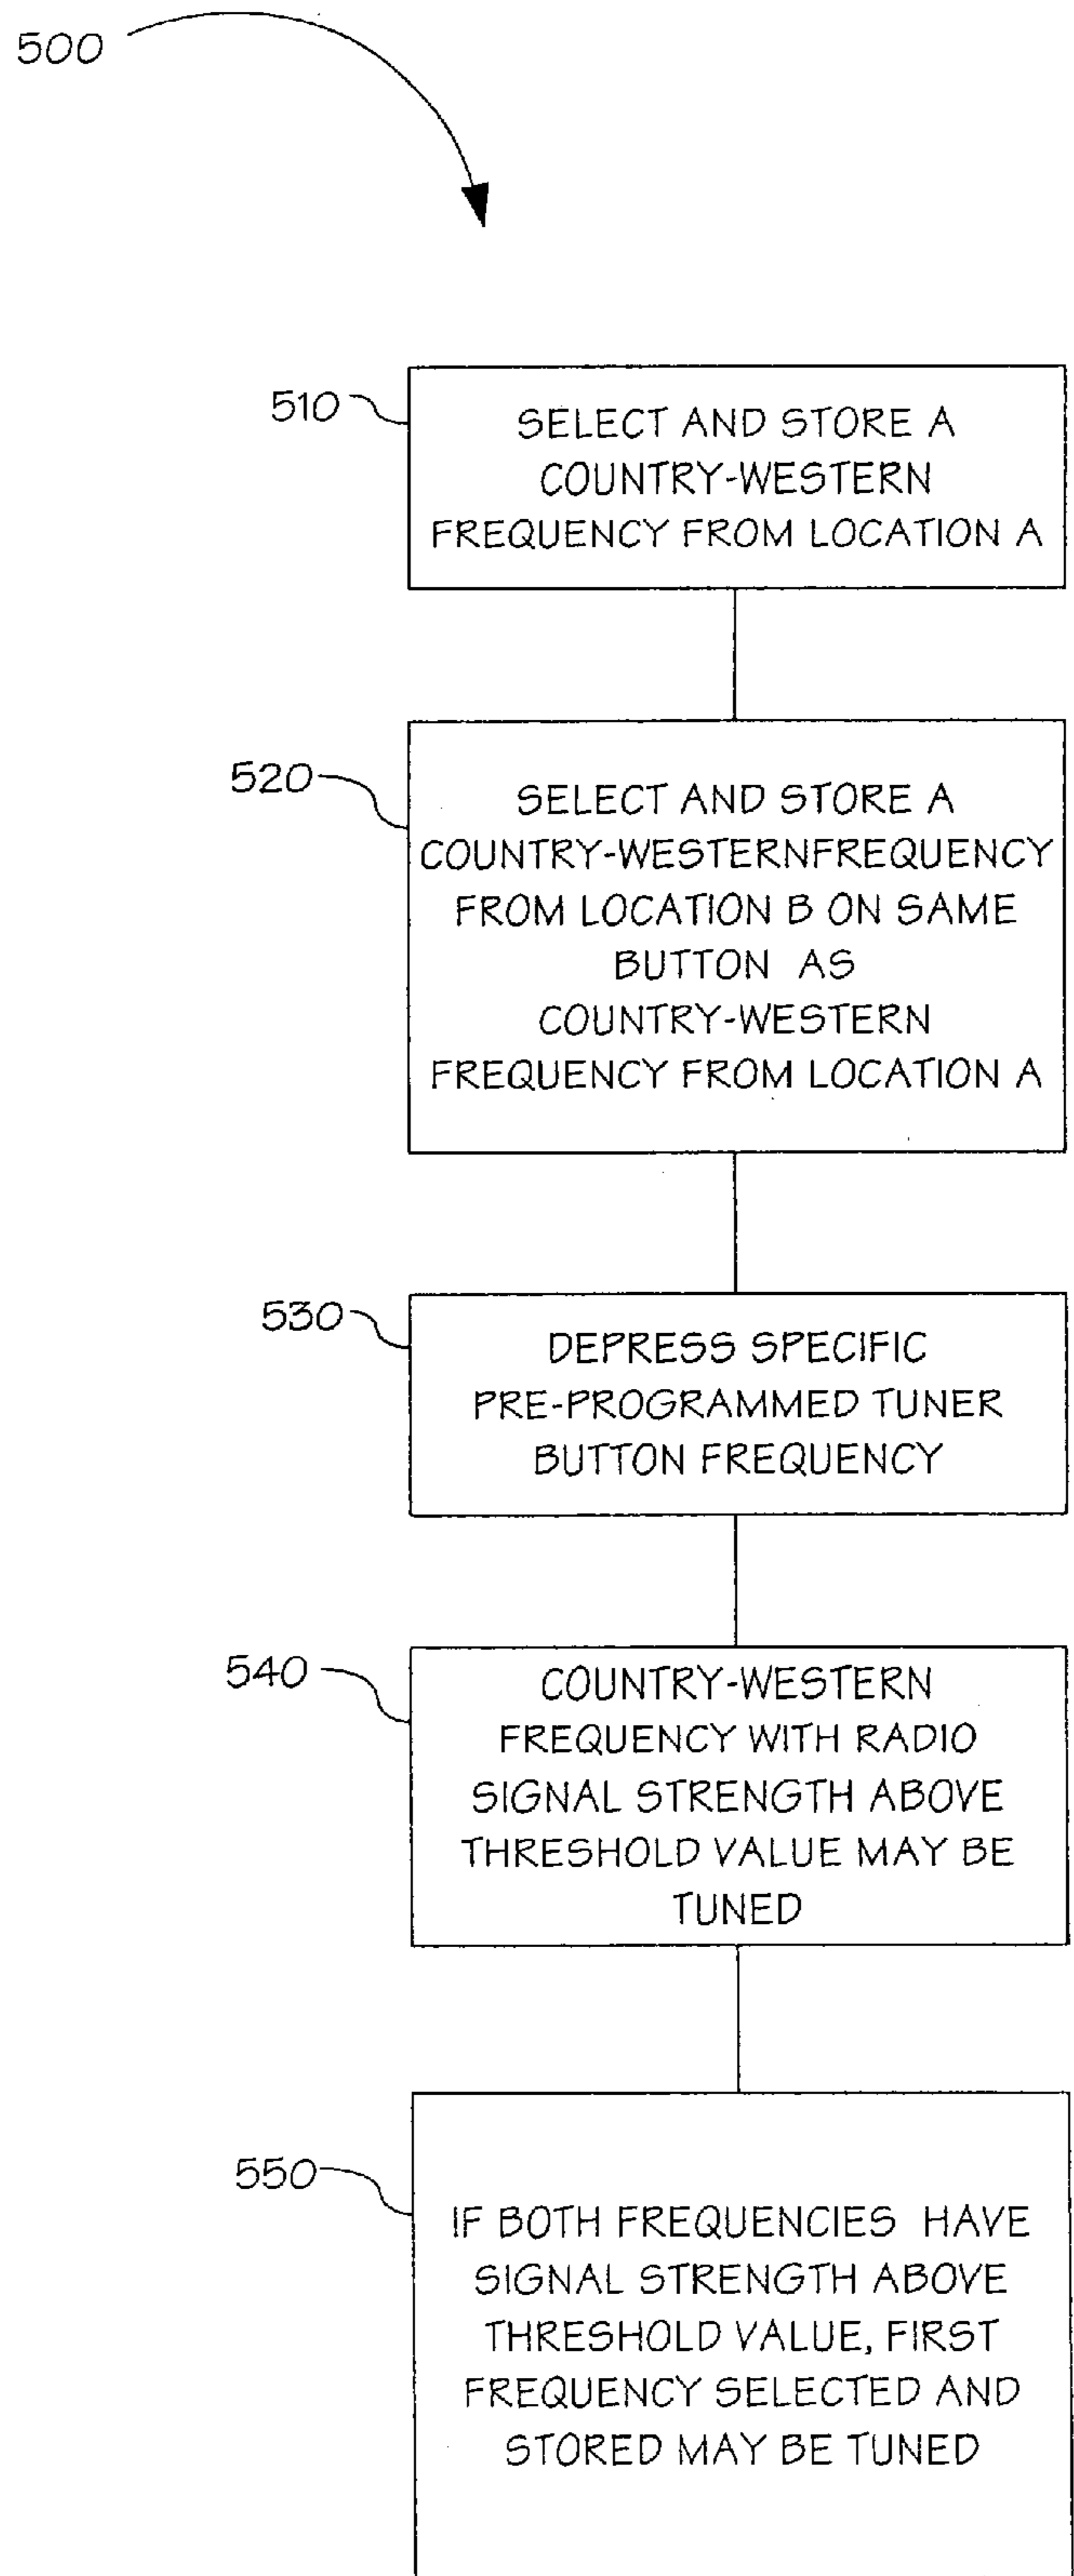 500
510
SELECT AND STORE A
COUNTRY-WESTERN
FREQUENCY FROM LOCATION A
520
SELECT AND STORE A
COUNTRY-WESTERNFREQUENCY
FROM LOCATION B ON SAME
BUTTON AS
COUNTRY-WESTERN
FREQUENCY FROM LOCATION A
530
DEPRESS SPECIFIC
PRE-PROGRAMMED TUNER
BUTTON FREQUENCY
540
COUNTRY-WESTERN
FREQUENCY WITH RADIO
SIGNAL STRENGTH ABOVE
THRESHOLD VALUE MAY BE
TUNED
550
IF BOTH FREQUENCIES HAVE
SIGNAL STRENGTH ABOVE
THRESHOLD VALUE, FIRST
FREQUENCY SELECTED AND
STORED MAY BE TUNED